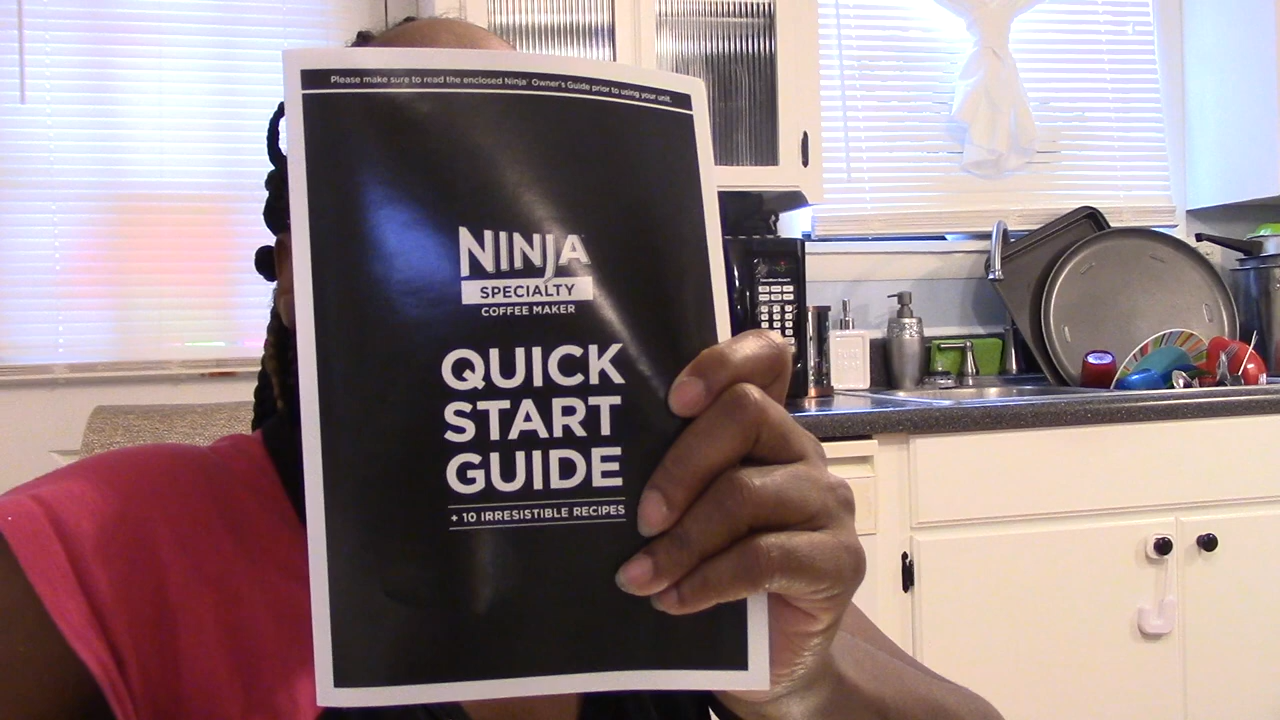 Please make sure to read the enclosed Ninja® Owner's Guide prior to using your unit.
NINJA
SPECIALTY
COFFEE MAKER
QUICK
START
GUIDE
+ 10 IRRESISTIBLE RECIPES